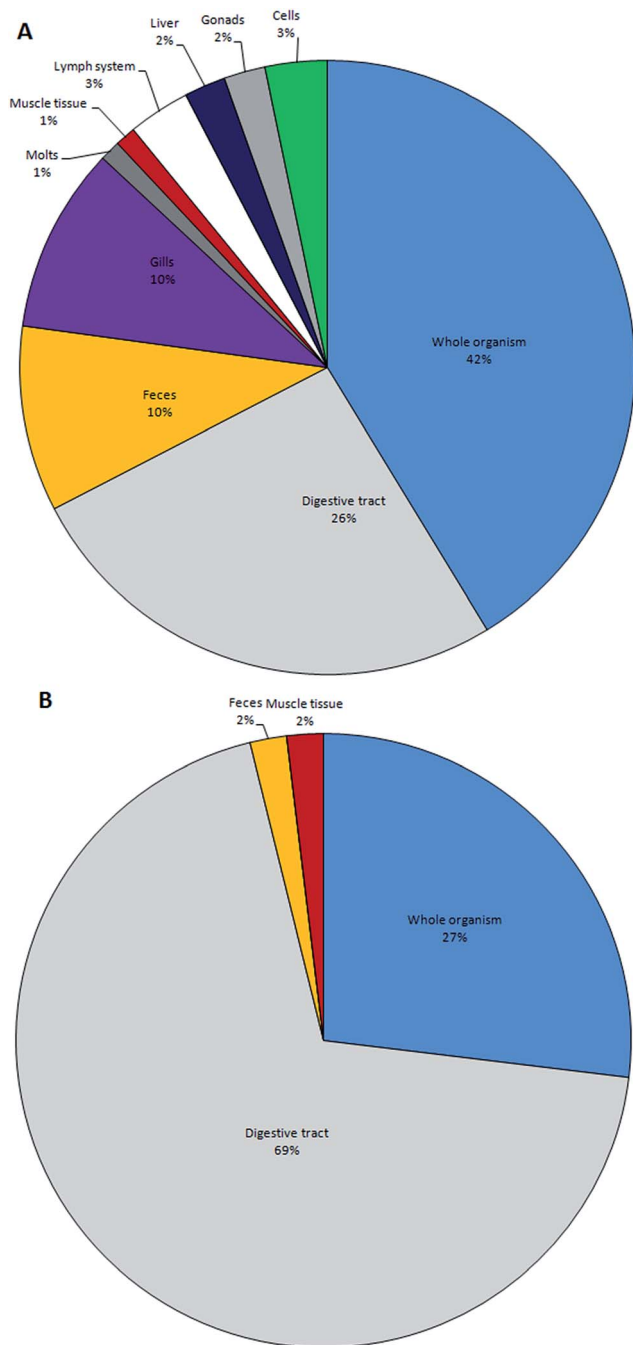 A
Cells
3%
Gonads
2%
Liver
2%
Lymph system
3%
Muscle tissue
1%
Molts
1%
Gills
10%
Feces
10%
Whole organism
42%
Digestive tract
26%
B
Feces
2%
Muscle tissue
2%
Whole organism
27%
Digestive tract
69%